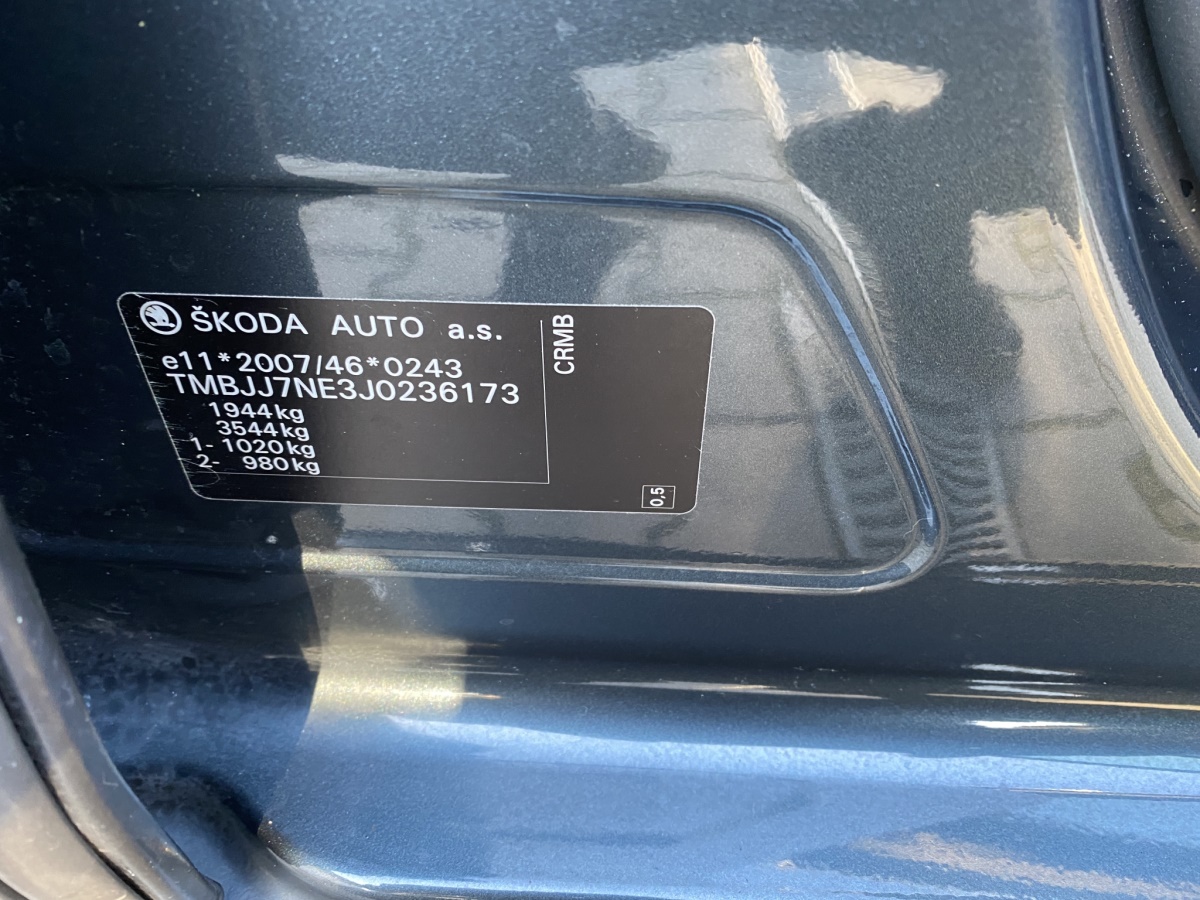 ŠKODA AUTO a.s.
e11*2007/46*0243
TMBJJ7NE3J0236173
1944kg
3544kg
1- 1020kg
2- 980kg
CRMB
0,5